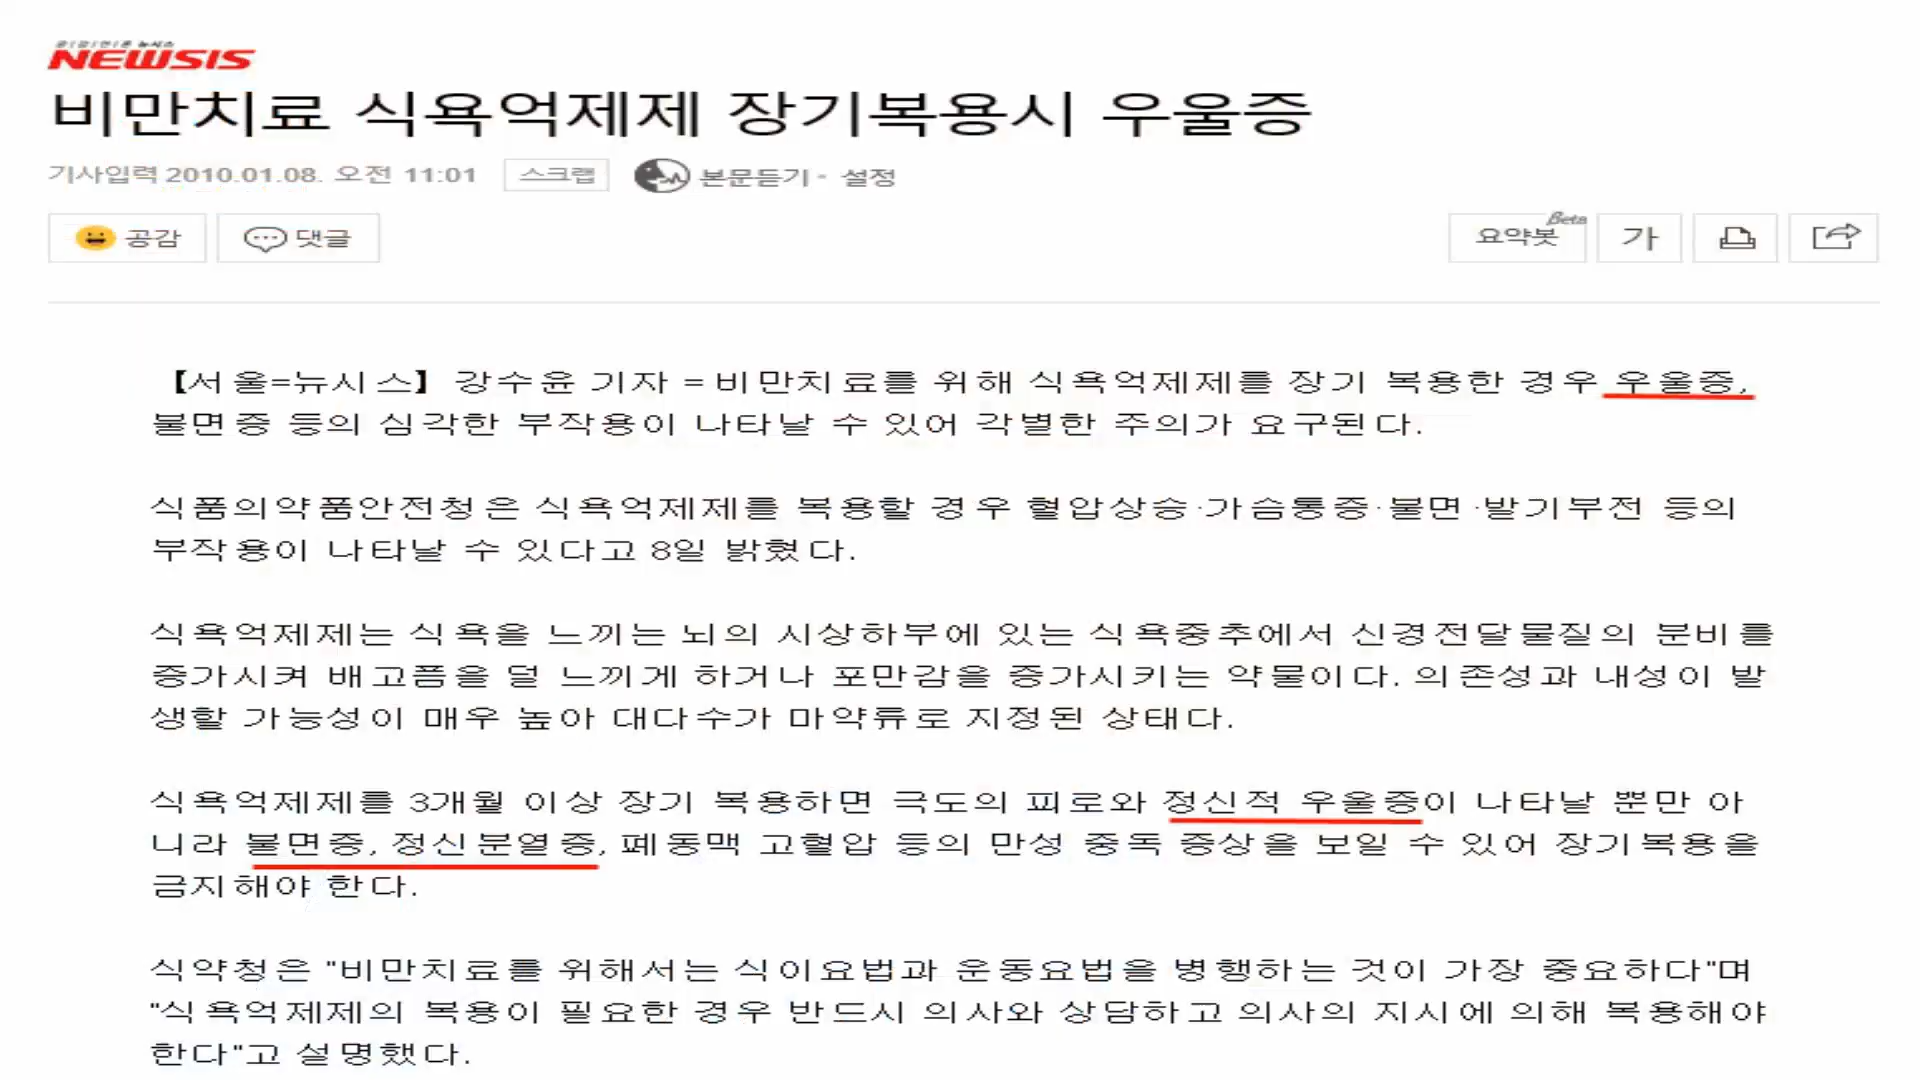 공|감|언|론 뉴시스
NEWSIS
비만치료 식욕억제제 장기복용시 우울증
기사입력 2010.01.08. 오전 11:01 스크랩 본문듣기 · 설정
공감 댓글 요약봇 Beta 가
【서울=뉴시스】 강수윤 기자 = 비만치료를 위해 식욕억제제를 장기 복용한 경우 우울증,
불면증 등의 심각한 부작용이 나타날 수 있어 각별한 주의가 요구된다.
식품의약품안전청은 식욕억제제를 복용할 경우 혈압상승·가슴통증·불면·발기부전 등의
부작용이 나타날 수 있다고 8일 밝혔다.
식욕억제제는 식욕을 느끼는 뇌의 시상하부에 있는 식욕중추에서 신경전달물질의 분비를
증가시켜 배고픔을 덜 느끼게 하거나 포만감을 증가시키는 약물이다. 의존성과 내성이 발
생할 가능성이 매우 높아 대다수가 마약류로 지정된 상태다.
식욕억제제를 3개월 이상 장기 복용하면 극도의 피로와 정신적 우울증이 나타날 뿐만 아
니라 불면증, 정신분열증, 폐동맥 고혈압 등의 만성 중독 증상을 보일 수 있어 장기복용을
금지해야 한다.
식약청은 "비만치료를 위해서는 식이요법과 운동요법을 병행하는 것이 가장 중요하다"며
"식욕억제제의 복용이 필요한 경우 반드시 의사와 상담하고 의사의 지시에 의해 복용해야
한다"고 설명했다.